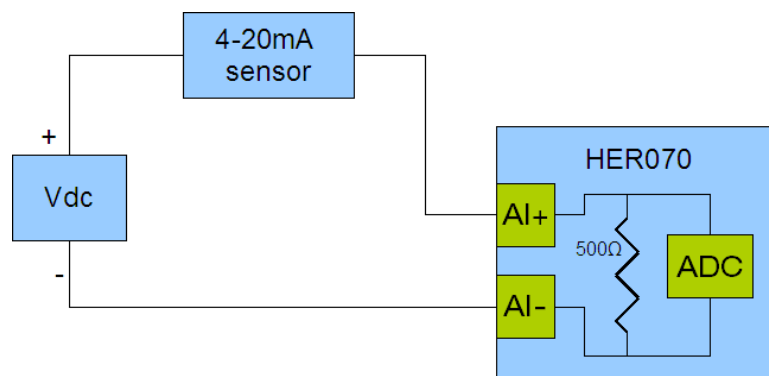 4-20mA
sensor
+
Vdc
-
HER070
AI+
500Ω
ADC
AI-